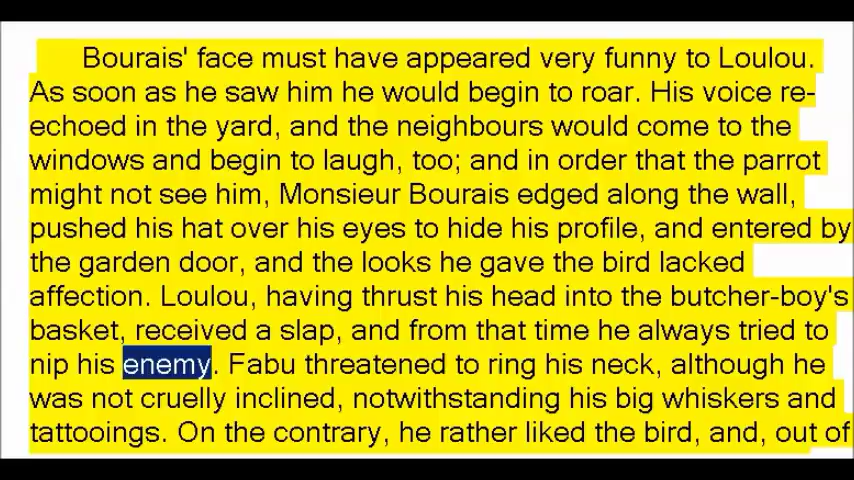 Bourais' face must have appeared very funny to Loulou.
As soon as he saw him he would begin to roar. His voice re-
echoed in the yard, and the neighbours would come to the
windows and begin to laugh, too; and in order that the parrot
might not see him, Monsieur Bourais edged along the wall,
pushed his hat over his eyes to hide his profile, and entered by
the garden door, and the looks he gave the bird lacked
affection. Loulou, having thrust his head into the butcher-boy's
basket, received a slap, and from that time he always tried to
nip his enemy. Fabu threatened to ring his neck, although he
was not cruelly inclined, notwithstanding his big whiskers and
tattooings. On the contrary, he rather liked the bird, and, out of